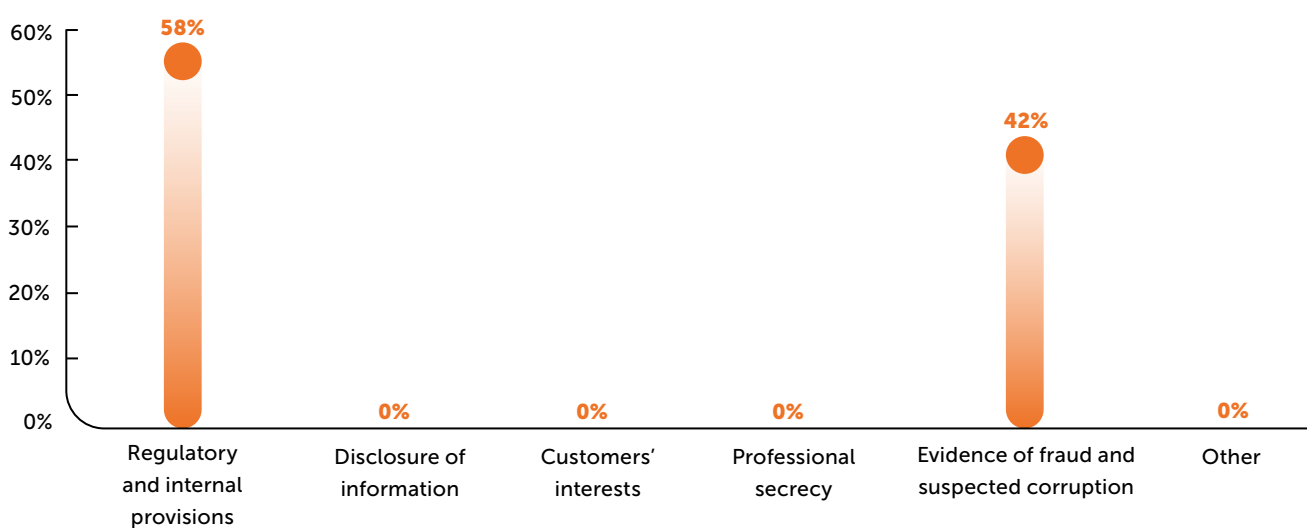 60%
50%
40%
30%
20%
10%
0%
58%
0%
0%
0%
42%
0%
Regulatory
and internal
provisions
Disclosure of
information
Customers’
interests
Professional
secrecy
Evidence of fraud and
suspected corruption
Other